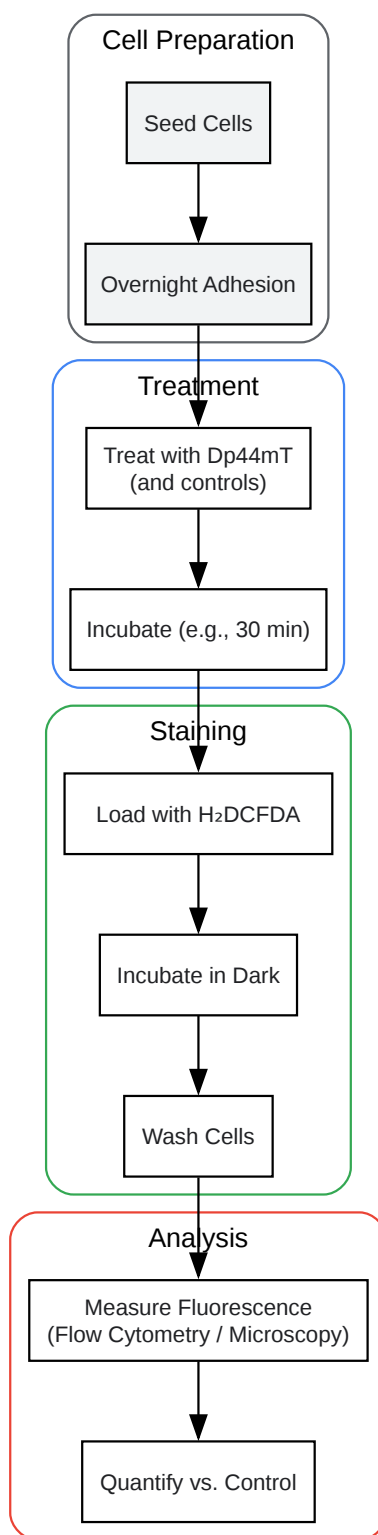 Cell Preparation
Seed Cells
Overnight Adhesion
Treatment
Treat with Dp44mT
(and controls)
Incubate (e.g., 30 min)
Staining
Load with H₂DCFDA
Incubate in Dark
Wash Cells
Analysis
Measure Fluorescence
(Flow Cytometry / Microscopy)
Quantify vs. Control